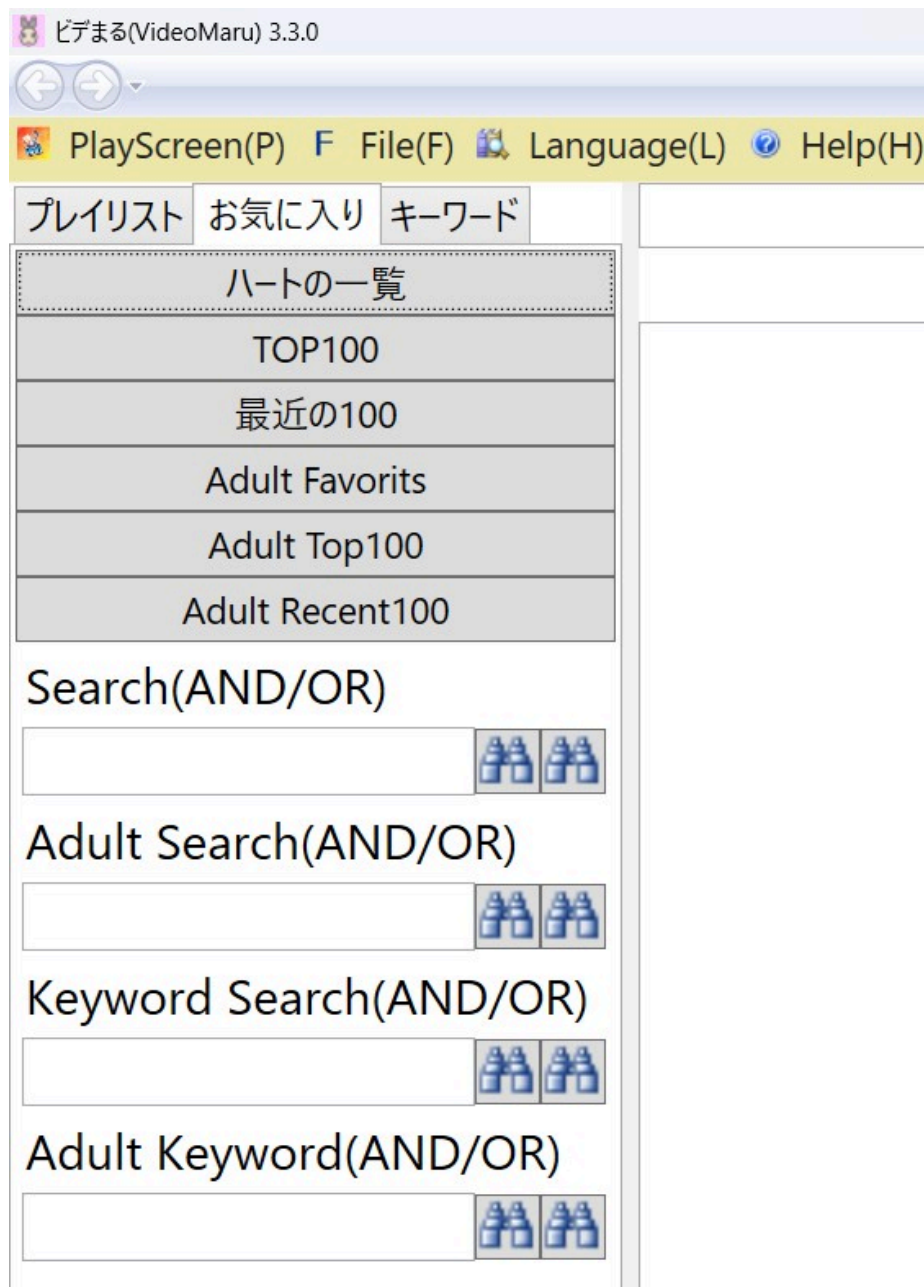 ビデまる(VideoMaru) 3.3.0
PlayScreen(P) F File(F) Language(L) Help(H)
プレイリスト お気に入り キーワード
ハートの一覧
TOP100
最近の100
Adult Favorits
Adult Top100
Adult Recent100
Search(AND/OR)
Adult Search(AND/OR)
Keyword Search(AND/OR)
Adult Keyword(AND/OR)